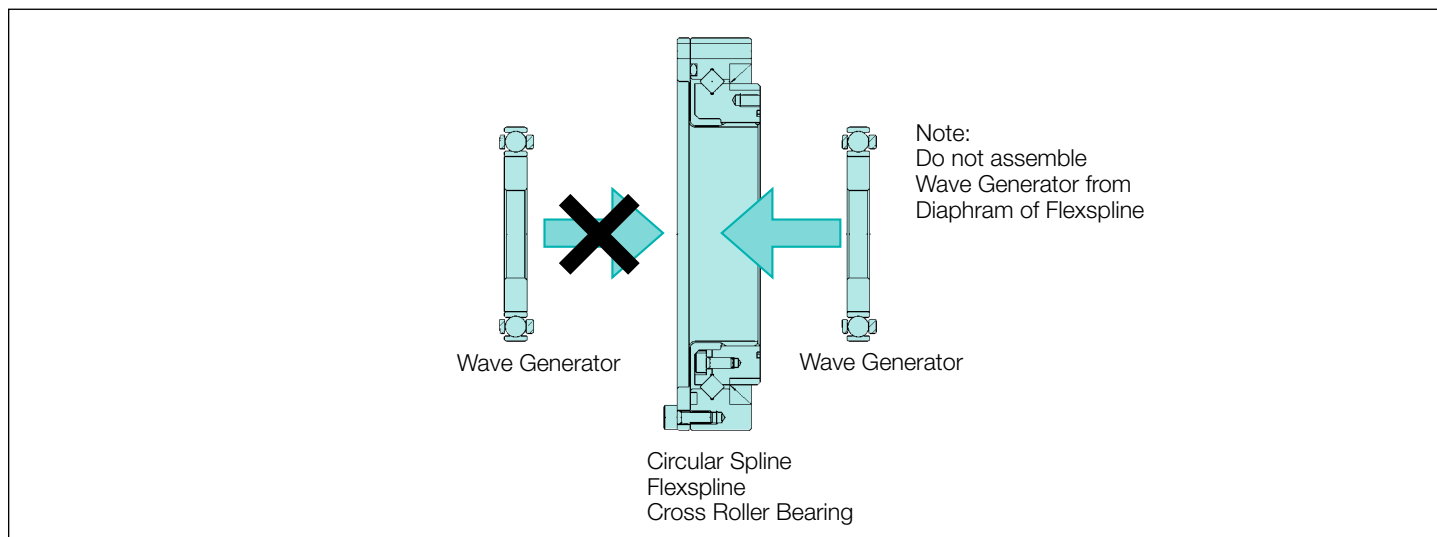 Note:
Do not assemble
Wave Generator from
Diaphram of Flexspline
Wave Generator
Wave Generator
Circular Spline
Flexspline
Cross Roller Bearing